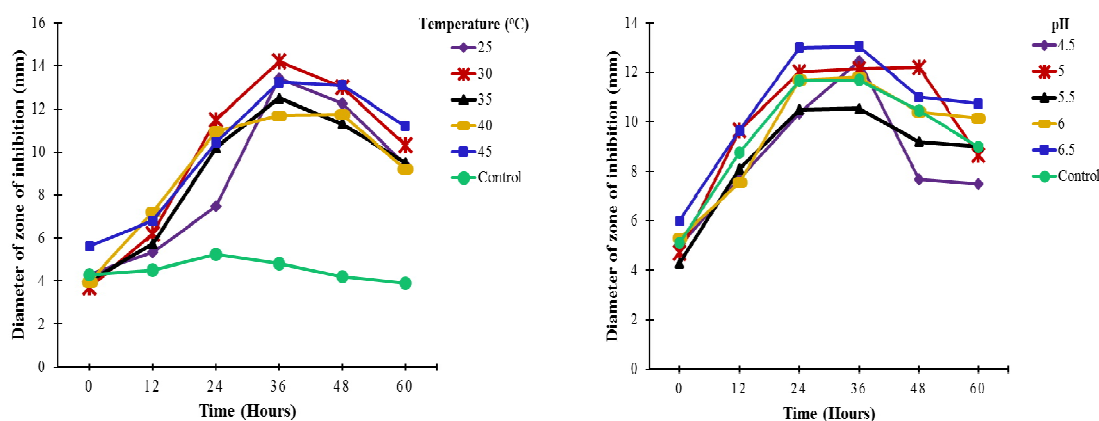 Temperature (⁰C)
25
30
35
40
45
Control
Diameter of zone of inhibition (mm)
16
14
12
10
8
6
4
2
0
0 12 24 36 48 60
Time (Hours)
pH
4.5
5
5.5
6
6.5
Control
Diameter of zone of inhibition (mm)
14
12
10
8
6
4
2
0
0 12 24 36 48 60
Time (Hours)